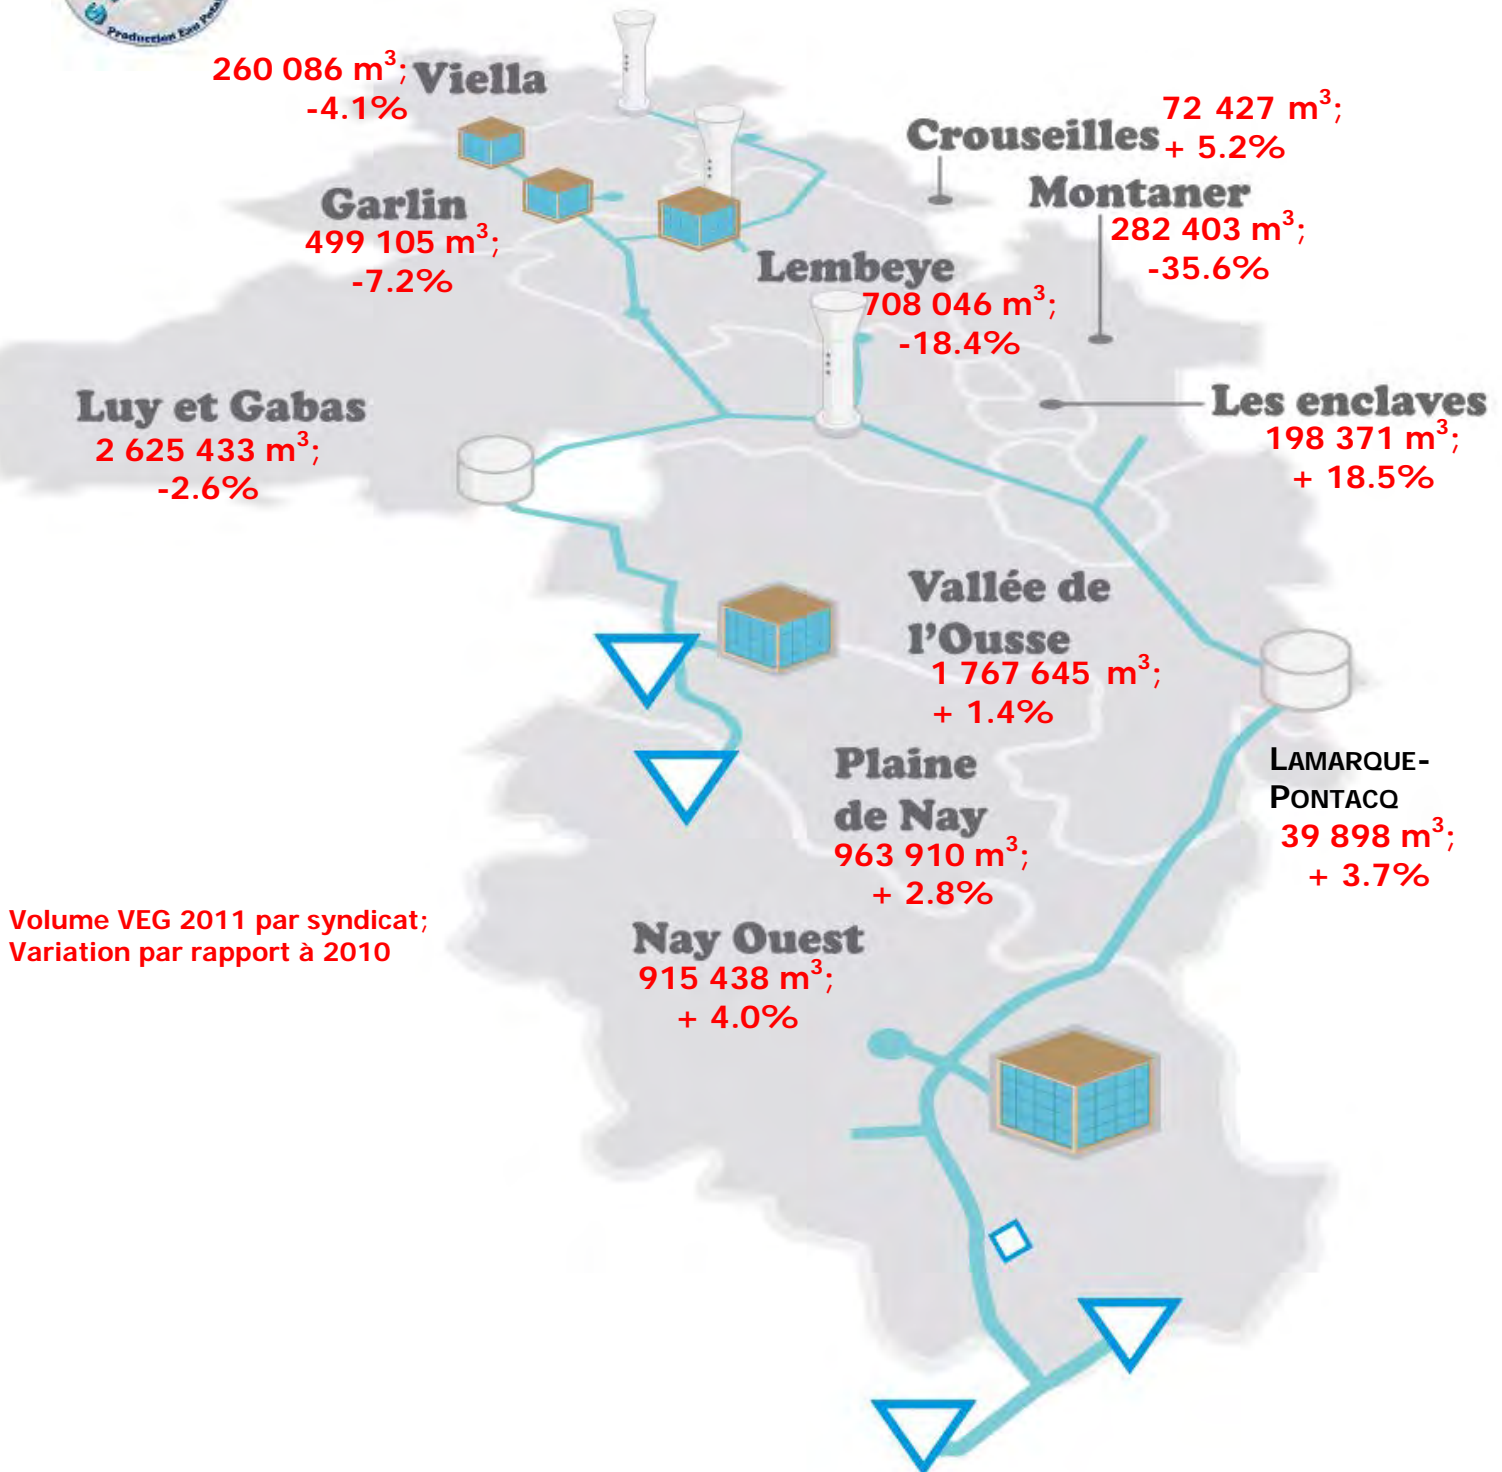 Production Eau
260 086 m³;
-4.1%
Viella
Crouseilles
72 427 m³;
+ 5.2%
Garlin
499 105 m³;
-7.2%
Montaner
282 403 m³;
-35.6%
Lembeye
708 046 m³;
-18.4%
Luy et Gabas
2 625 433 m³;
-2.6%
Les enclaves
198 371 m³;
+ 18.5%
Vallée de
l’Ousse
1 767 645 m³;
+ 1.4%
Plaine
de Nay
963 910 m³;
+ 2.8%
LAMARQUE-
PONTACQ
39 898 m³;
+ 3.7%
Volume VEG 2011 par syndicat;
Variation par rapport à 2010
Nay Ouest
915 438 m³;
+ 4.0%